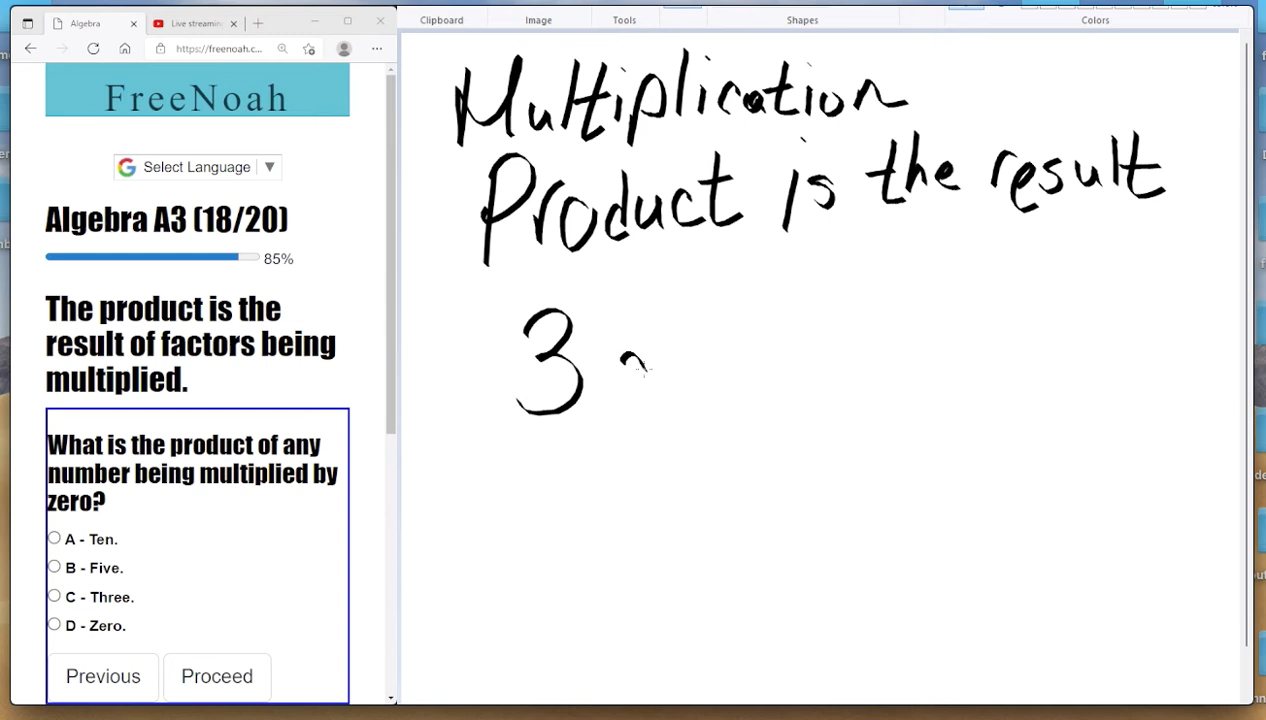 Clipboard
Image
Tools
Shapes
Colors
Algebra
Live streamin
https://freenoah.c...
FreeNoah
Select Language
Algebra A3 (18/20)
85%
The product is the
result of factors being
multiplied.
What is the product of any
number being multiplied by
zero?
A - Ten.
B - Five.
C - Three.
D - Zero.
Previous
Proceed
Multiplication
Product is the result
3